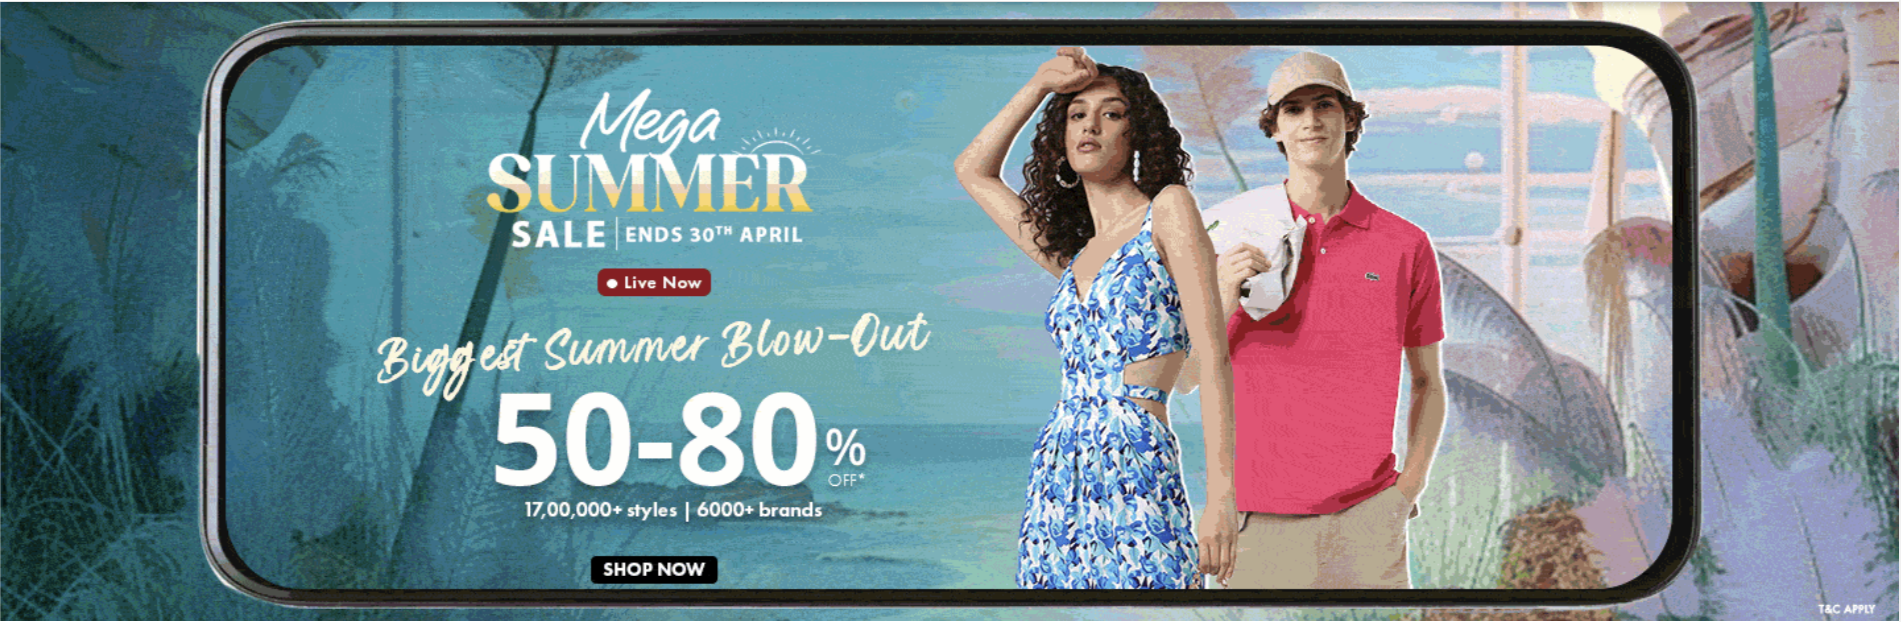 Mega
SUMMER
SALE | ENDS 30TH APRIL
Live Now
Biggest Summer Blow-Out
50-80%
OFF*
17,00,000+ styles | 6000+ brands
SHOP NOW
T&C APPLY